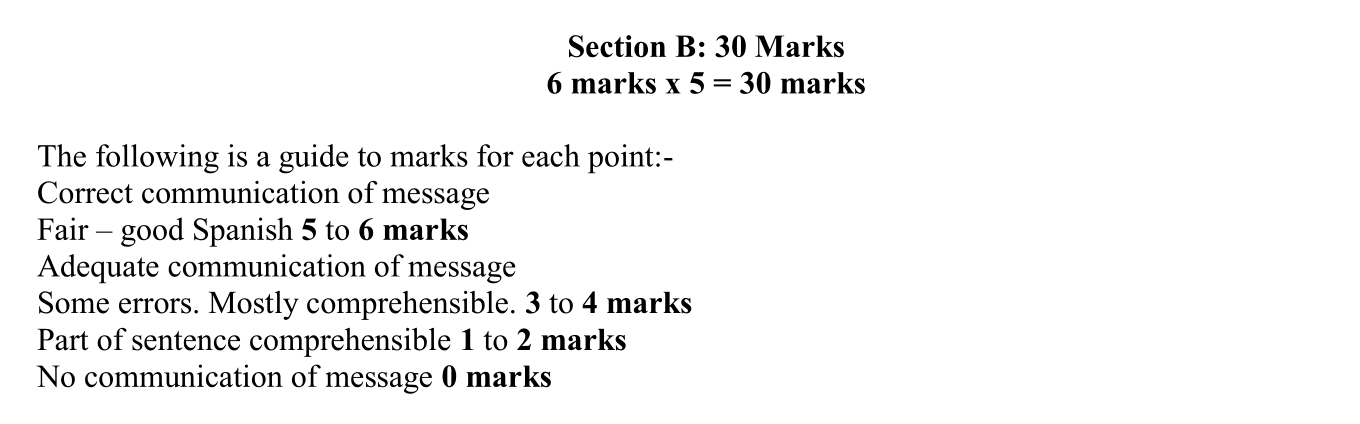 Section B: 30 Marks
6 marks x 5 = 30 marks
The following is a guide to marks for each point:-
Correct communication of message
Fair – good Spanish 5 to 6 marks
Adequate communication of message
Some errors. Mostly comprehensible. 3 to 4 marks
Part of sentence comprehensible 1 to 2 marks
No communication of message 0 marks